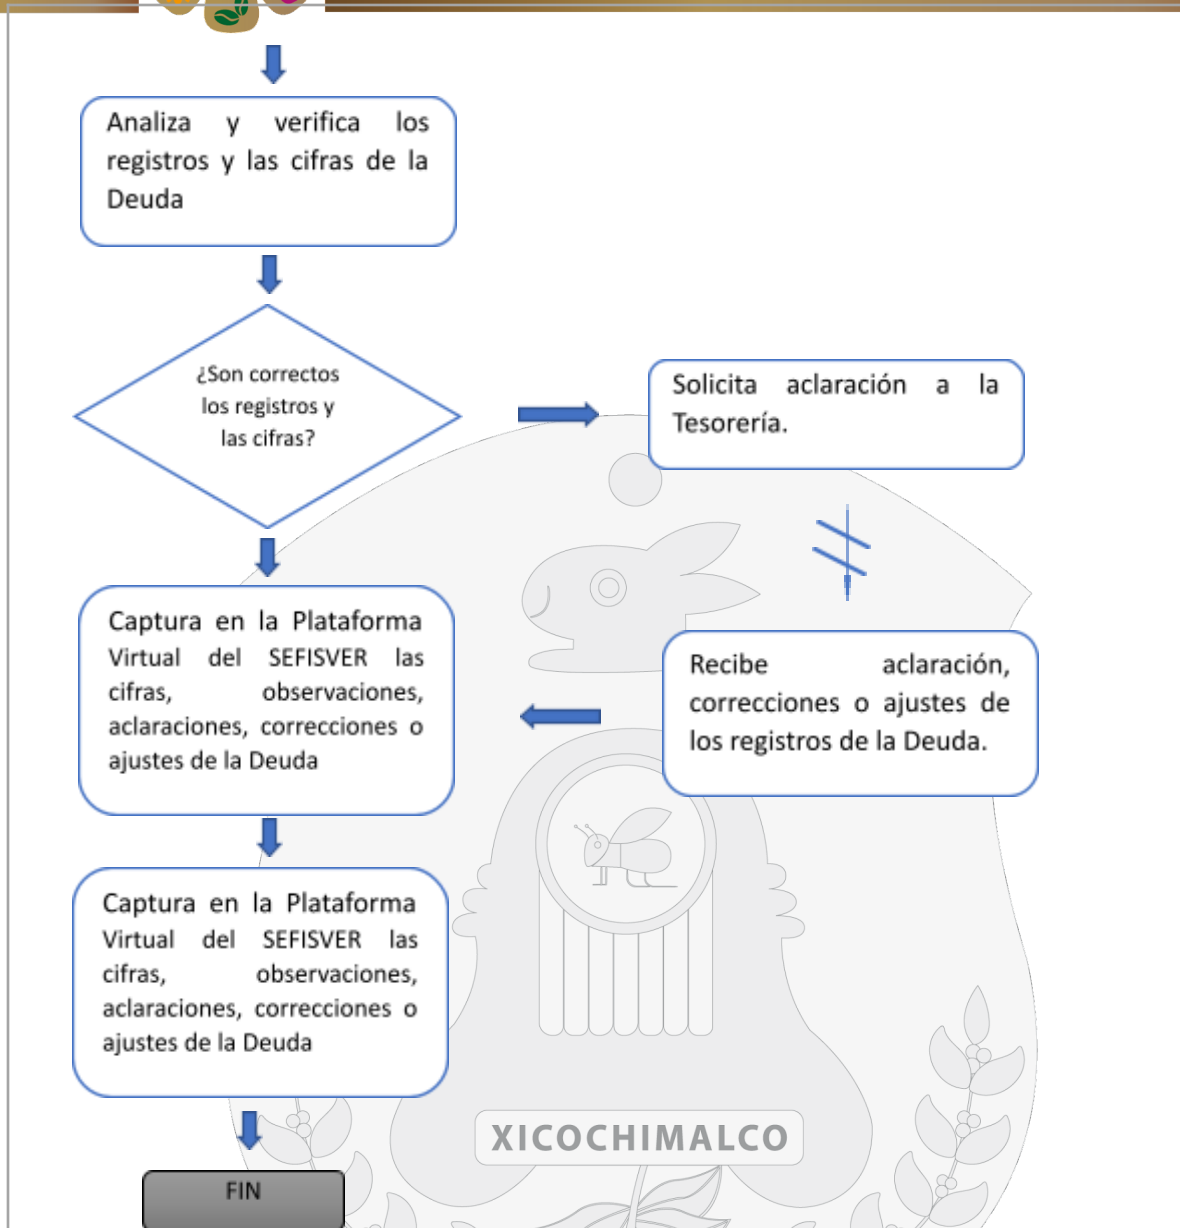 Analiza y verifica los
registros y las cifras de la
Deuda
¿Son correctos
los registros y
las cifras?
Solicita aclaración a la
Tesorería.
Captura en la Plataforma
Virtual del SEFISVER las
cifras, observaciones,
aclaraciones, correcciones o
ajustes de la Deuda
Recibe aclaración,
correcciones o ajustes de
los registros de la Deuda.
Captura en la Plataforma
Virtual del SEFISVER las
cifras, observaciones,
aclaraciones, correcciones o
ajustes de la Deuda
XICOCHIMALCO
FIN